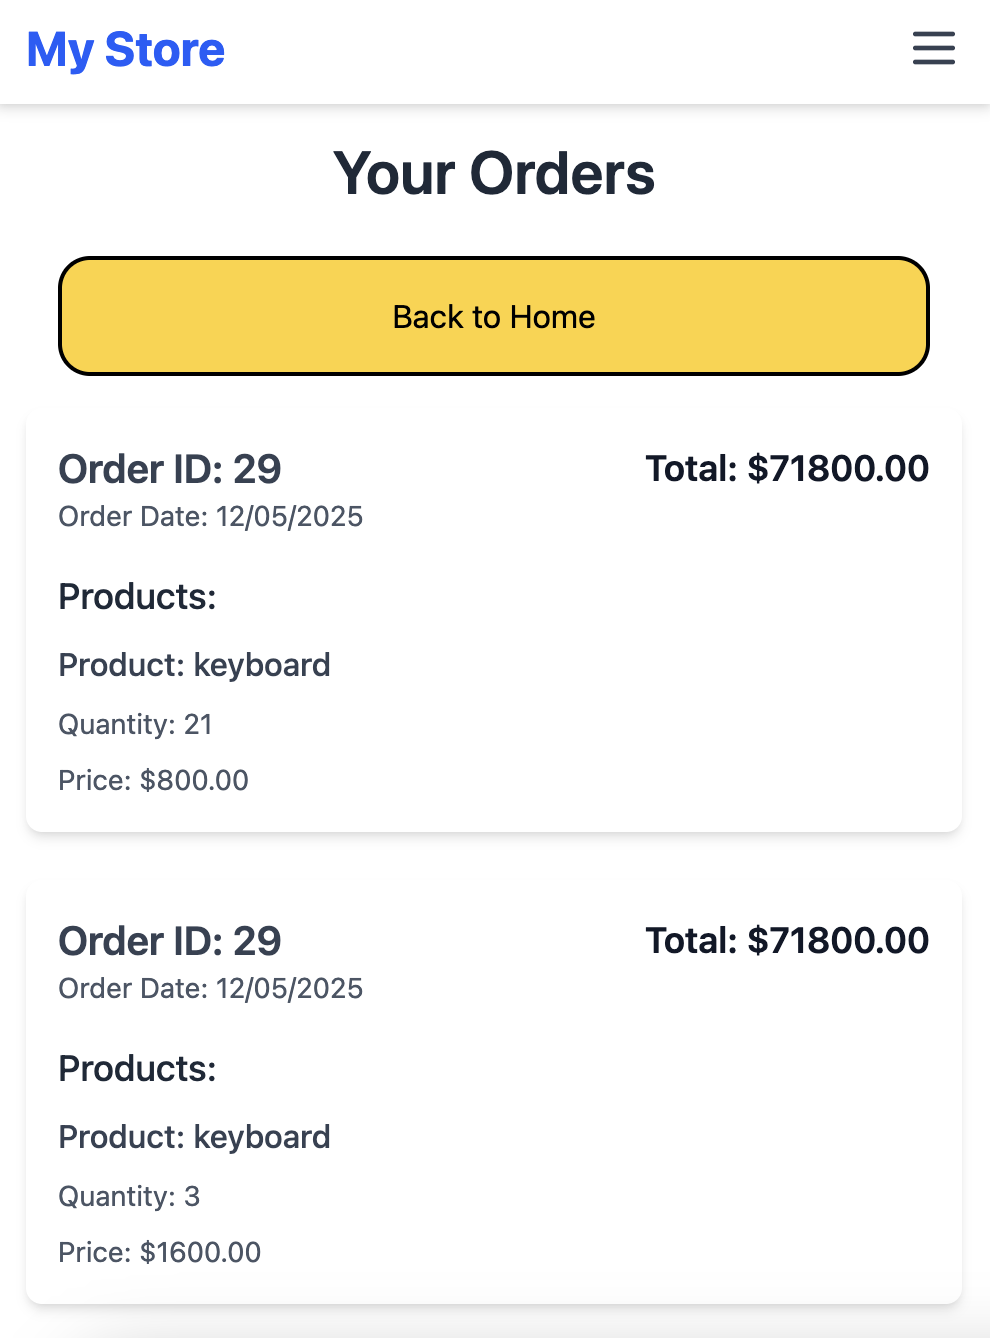 My Store
Your Orders
Back to Home
Order ID: 29
Total: $71800.00
Order Date: 12/05/2025
Products:
Product: keyboard
Quantity: 21
Price: $800.00
Order ID: 29
Total: $71800.00
Order Date: 12/05/2025
Products:
Product: keyboard
Quantity: 3
Price: $1600.00